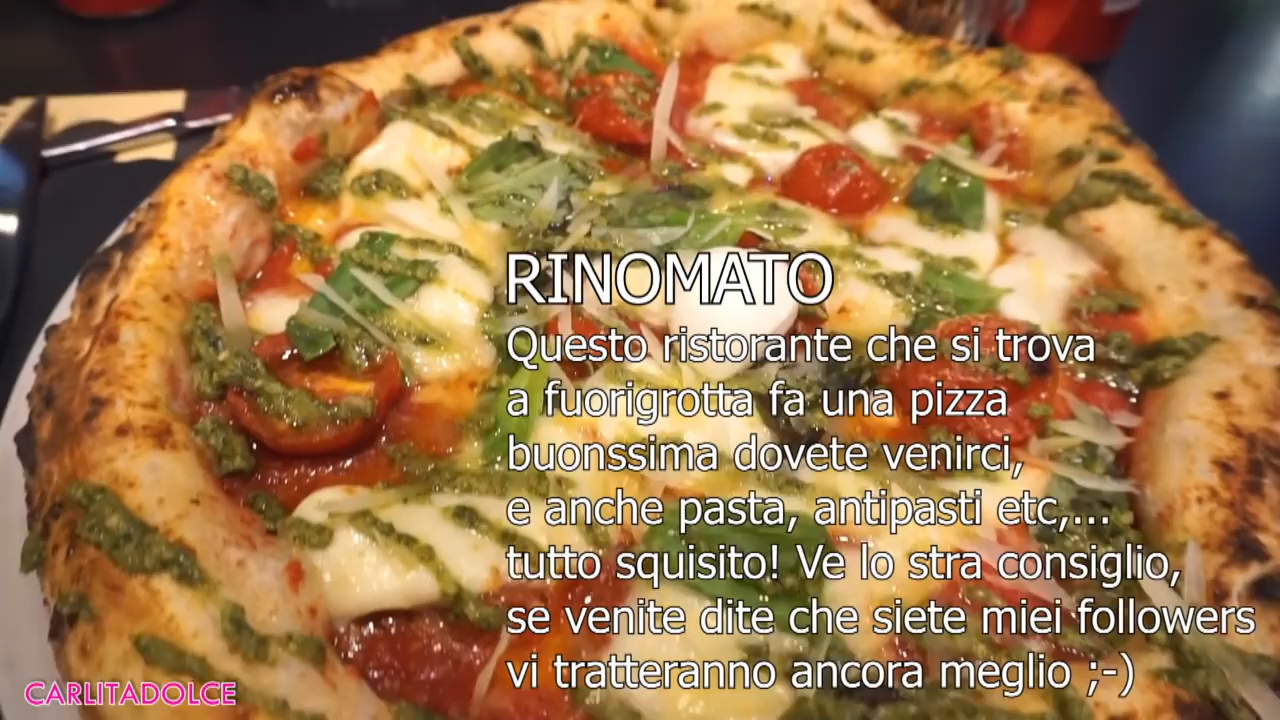 RINOMATO
Questo ristorante che si trova
a fuorigrotta fa una pizza
buonssima dovete venirci,
e anche pasta, antipasti etc,...
tutto squisito! Ve lo stra consiglio,
se venite dite che siete miei followers
vi tratteranno ancora meglio ;-)
CARLITADOLCE